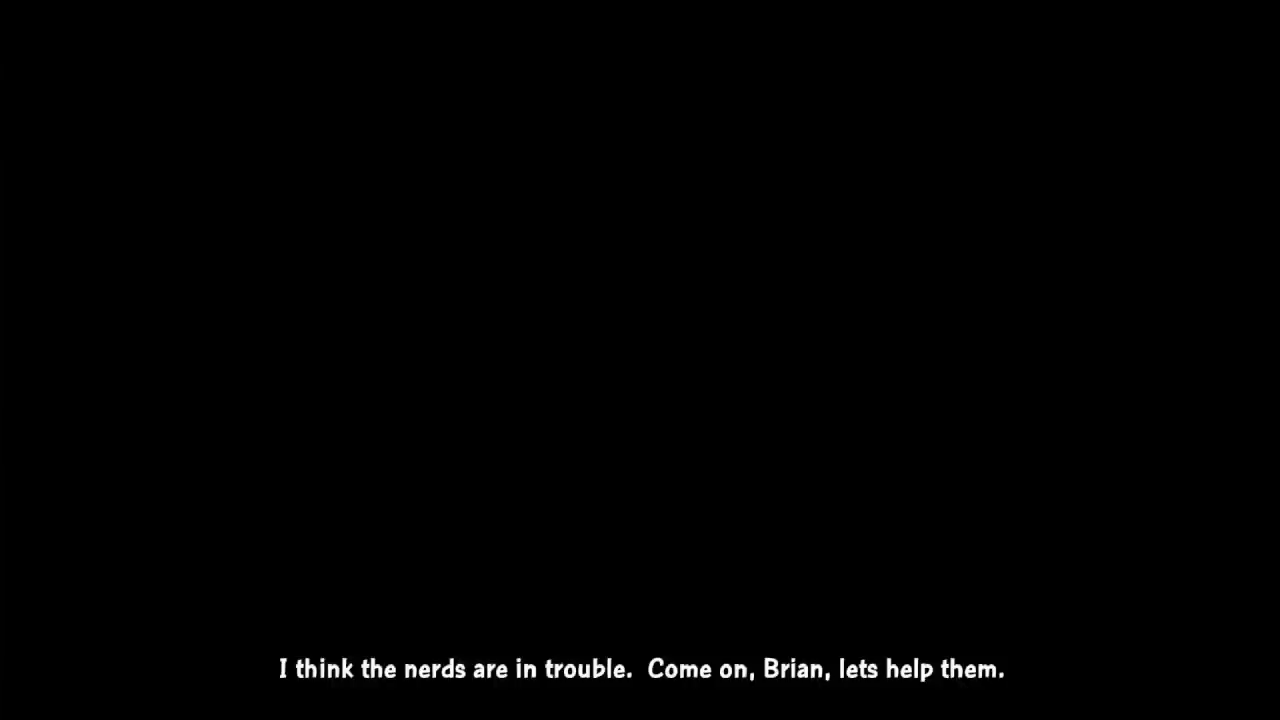 I think the nerds are in trouble.  Come on, Brian, lets help them.